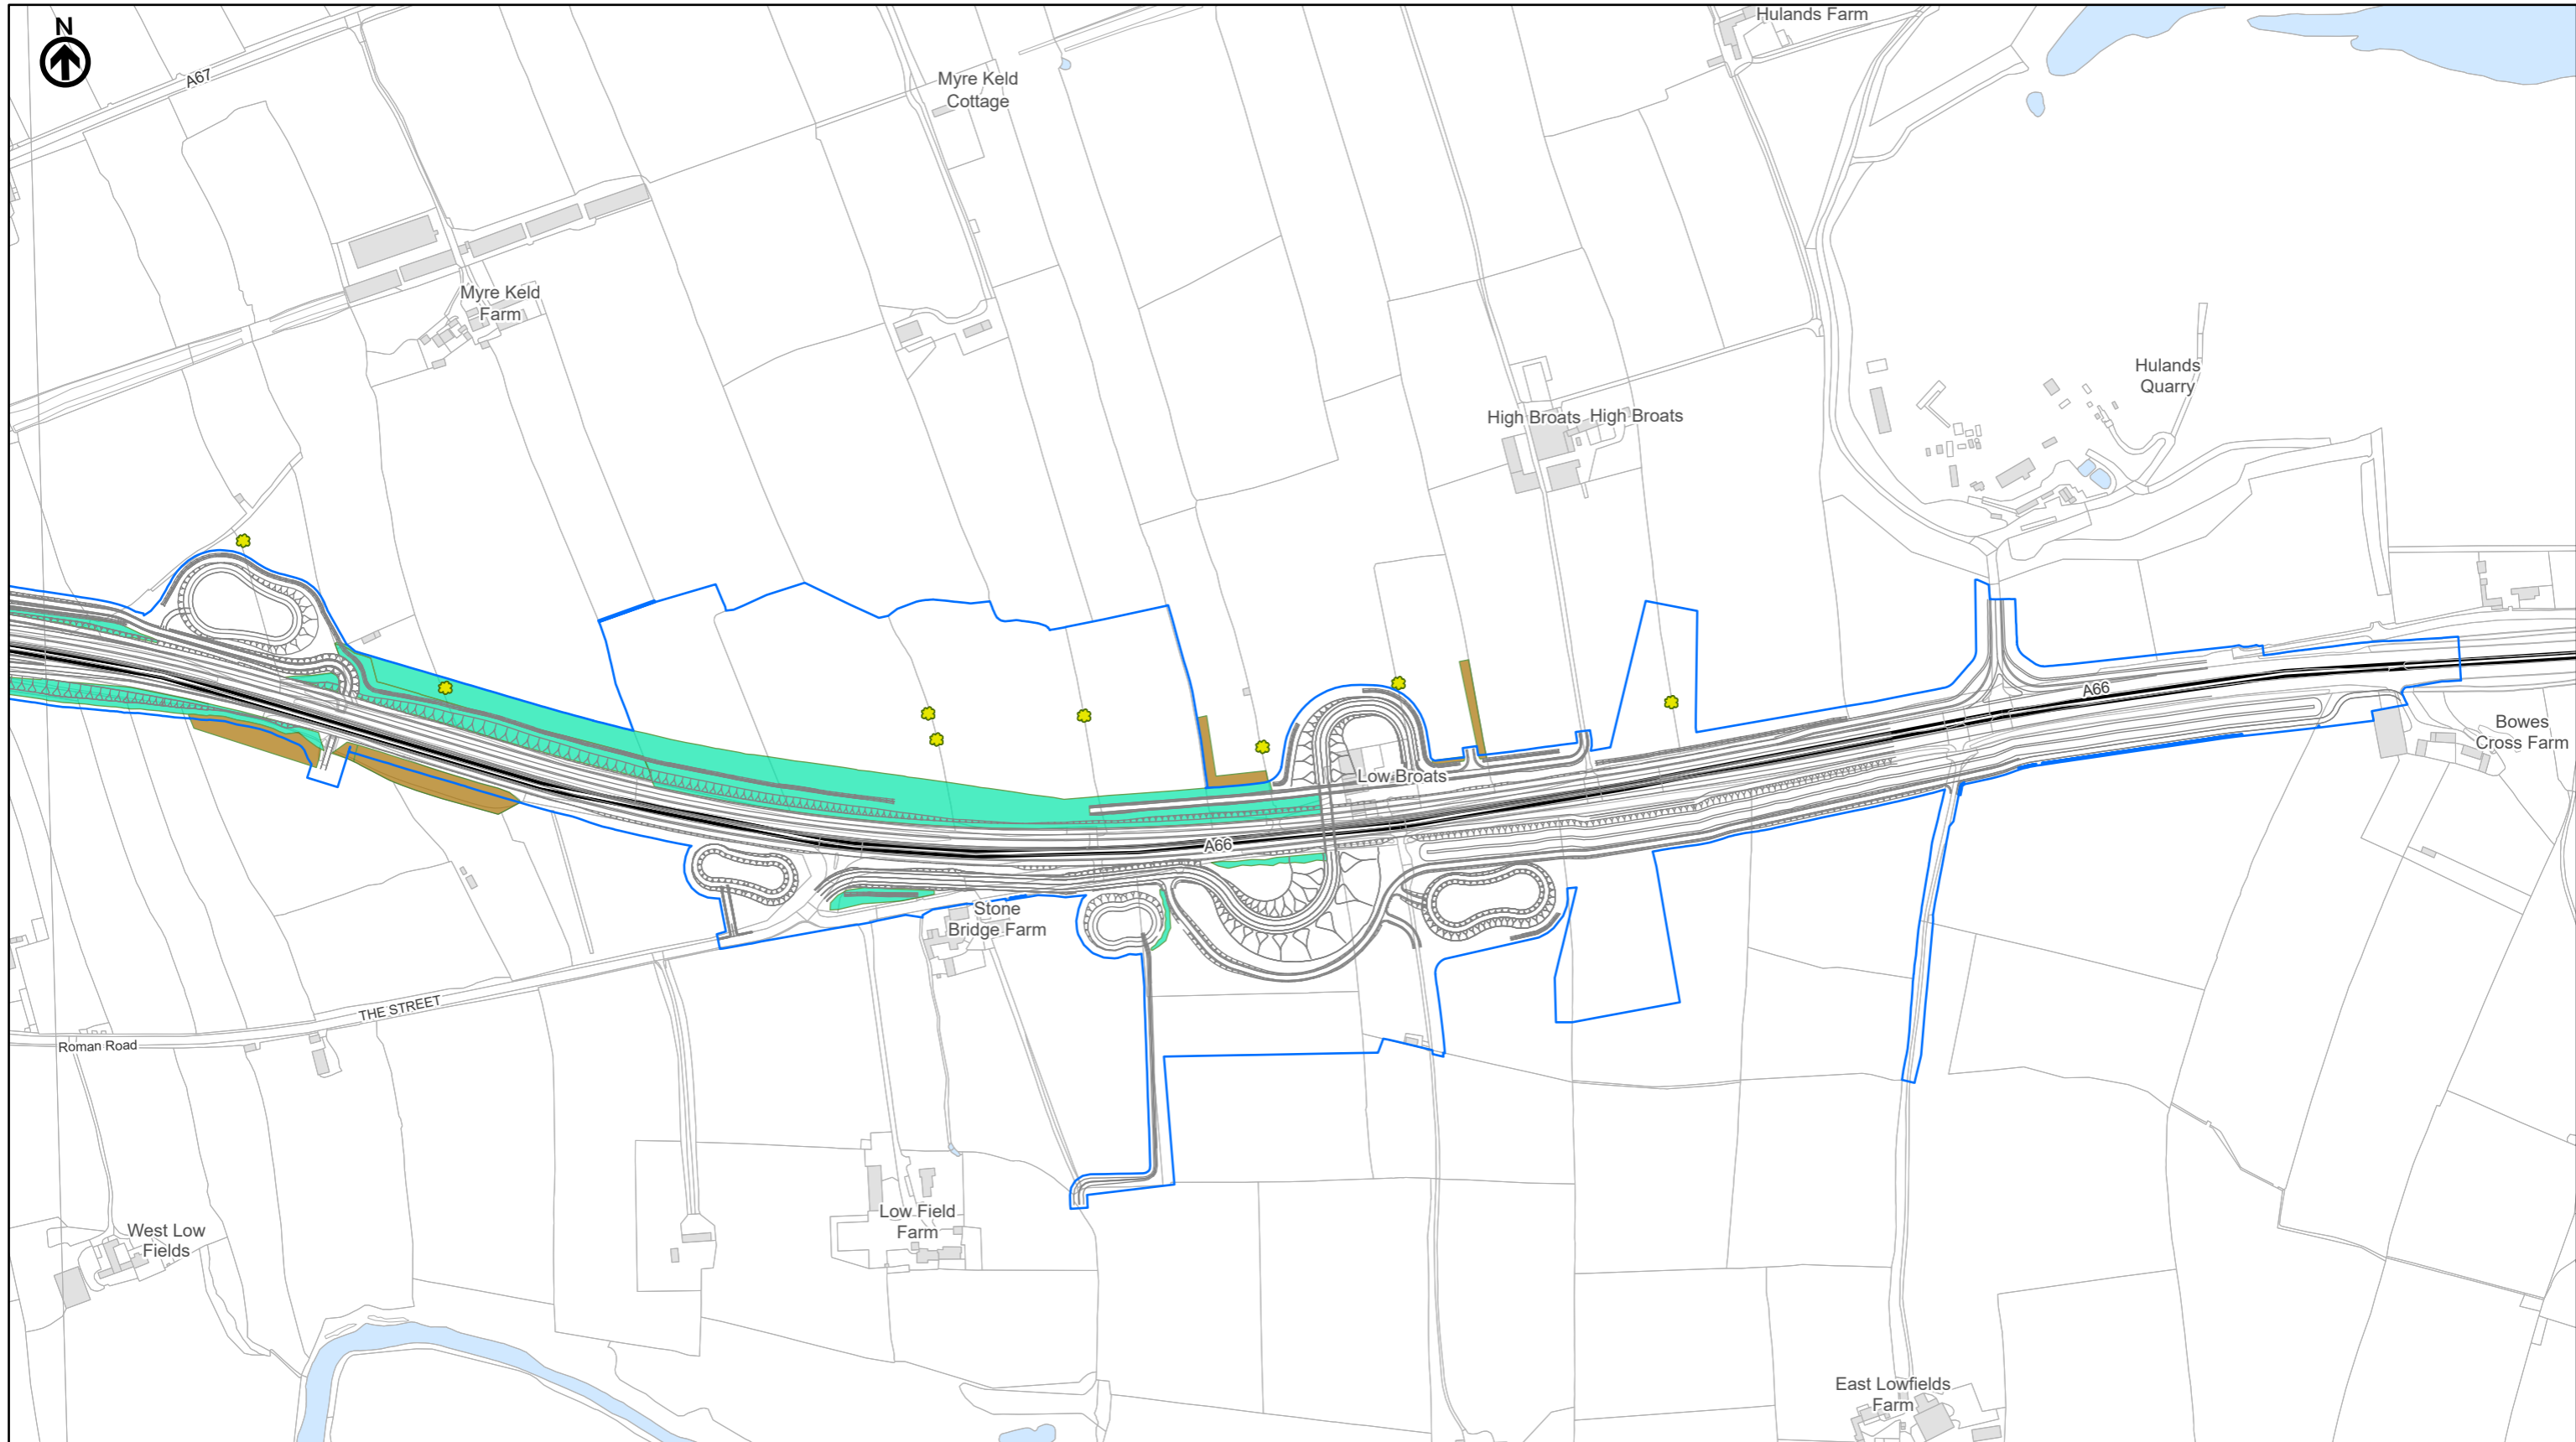 N
Hulands Farm
A67
Myre Keld
Cottage
Myre Keld
Farm
Hulands
Quarry
High Broats
High Broats
A66
Bowes
Cross Farm
Low Broats
A66
Stone
Bridge Farm
THE STREET
Roman Road
Low Field
Farm
West Low
Fields
East Lowfields
Farm